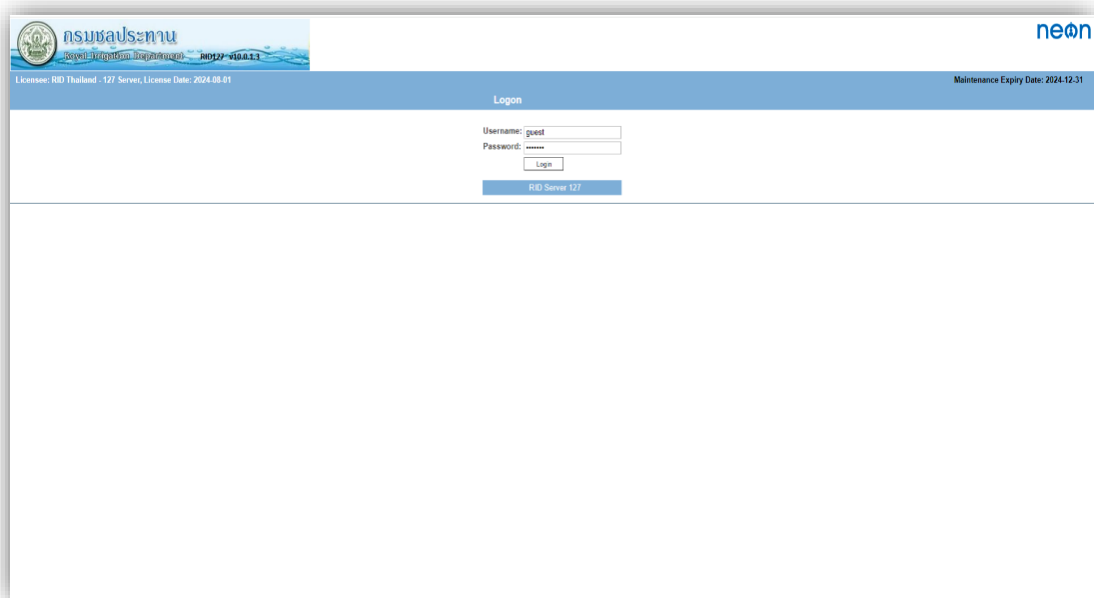 กรมชลประทาน
Royal Irrigation Department RID127 v10.0.1.3
neon
Licensee: RID Thailand - 127 Server, License Date: 2024-08-01
Maintenance Expiry Date: 2024-12-31
Logon
Username: guest
Password: •••••••
Login
RID Server 127